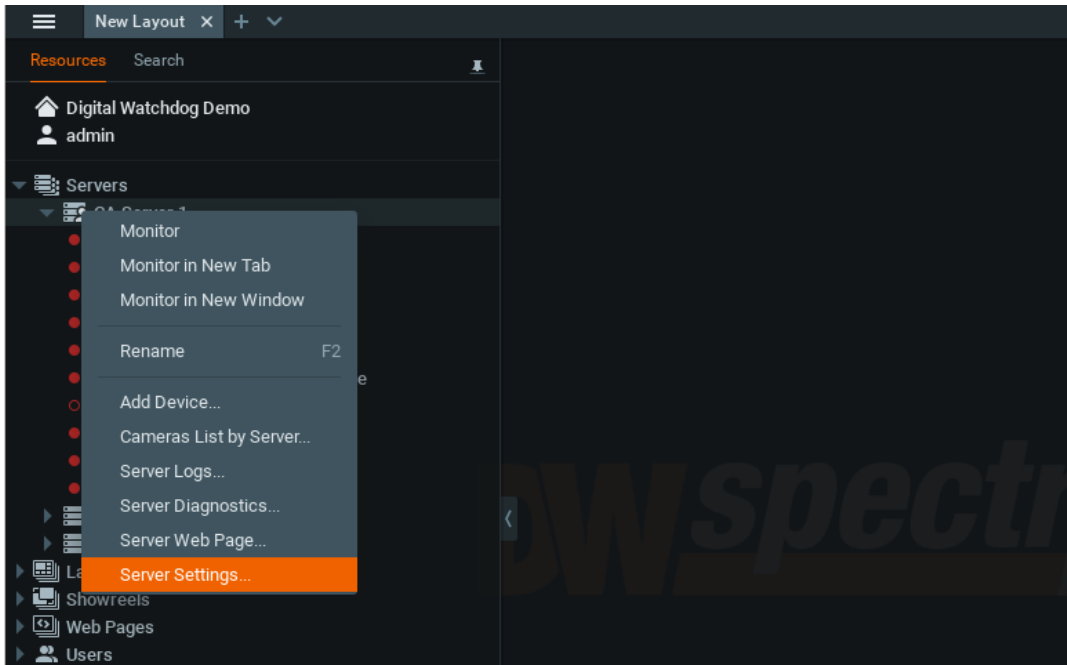 New Layout
Resources Search
Digital Watchdog Demo
admin
Servers
Monitor
Monitor in New Tab
Monitor in New Window
Rename F2
e
Add Device...
Cameras List by Server...
Server Logs...
Server Diagnostics...
Server Web Page...
Server Settings...
La
Showreels
Web Pages
Users
DWspectr